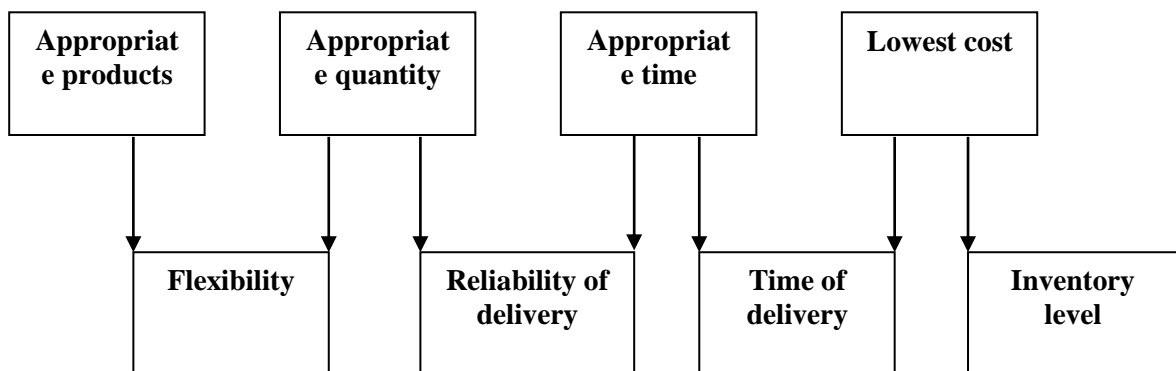 Appropriat
e products
Appropriat
e quantity
Appropriat
e time
Lowest cost
Flexibility
Reliability of
delivery
Time of
delivery
Inventory
level